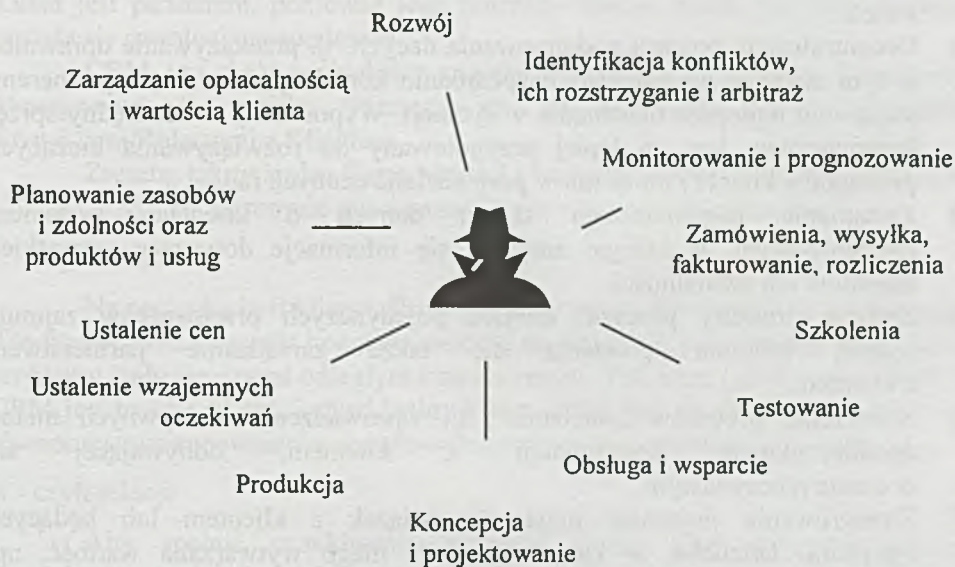 Rozwój
Zarządzanie opłacalnością
i wartością klienta
Identyfikacja konfliktów,
ich rozstrzyganie i arbitraż
Monitorowanie i prognozowanie
Planowanie zasobów
i zdolności oraz
produktów i usług
Zamówienia, wysyłka,
fakturowanie, rozliczenia
Ustalenie cen
Szkolenia
Ustalenie wzajemnych
oczekiwań
Testowanie
Obsługa i wsparcie
Produkcja
Koncepcja
i projektowanie